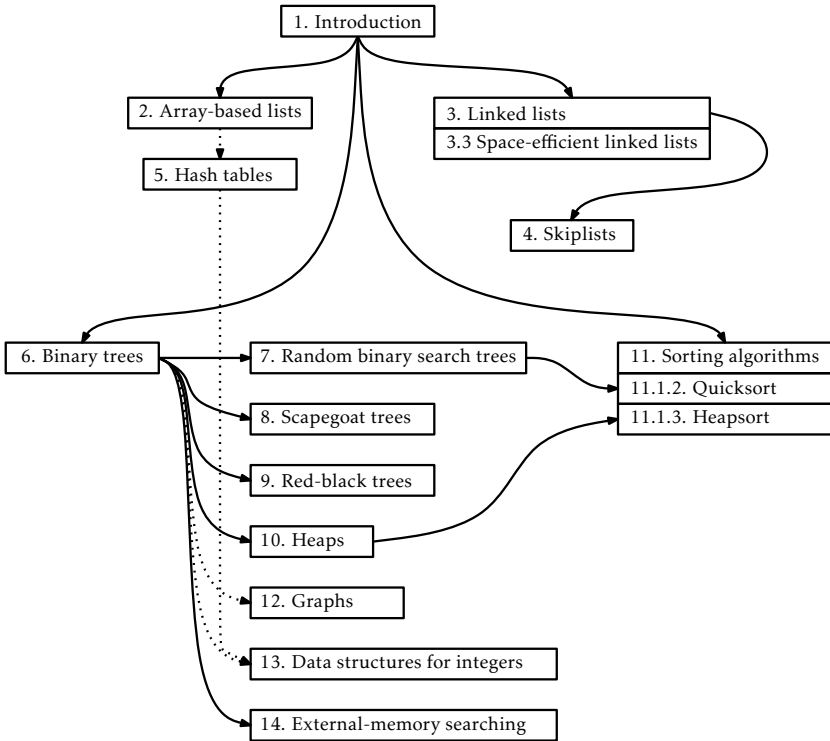 1. Introduction
2. Array-based lists
3. Linked lists
3.3 Space-efficient linked lists
5. Hash tables
4. Skiplists
6. Binary trees
7. Random binary search trees
11. Sorting algorithms
11.1.2. Quicksort
8. Scapegoat trees
11.1.3. Heapsort
9. Red-black trees
10. Heaps
12. Graphs
13. Data structures for integers
14. External-memory searching